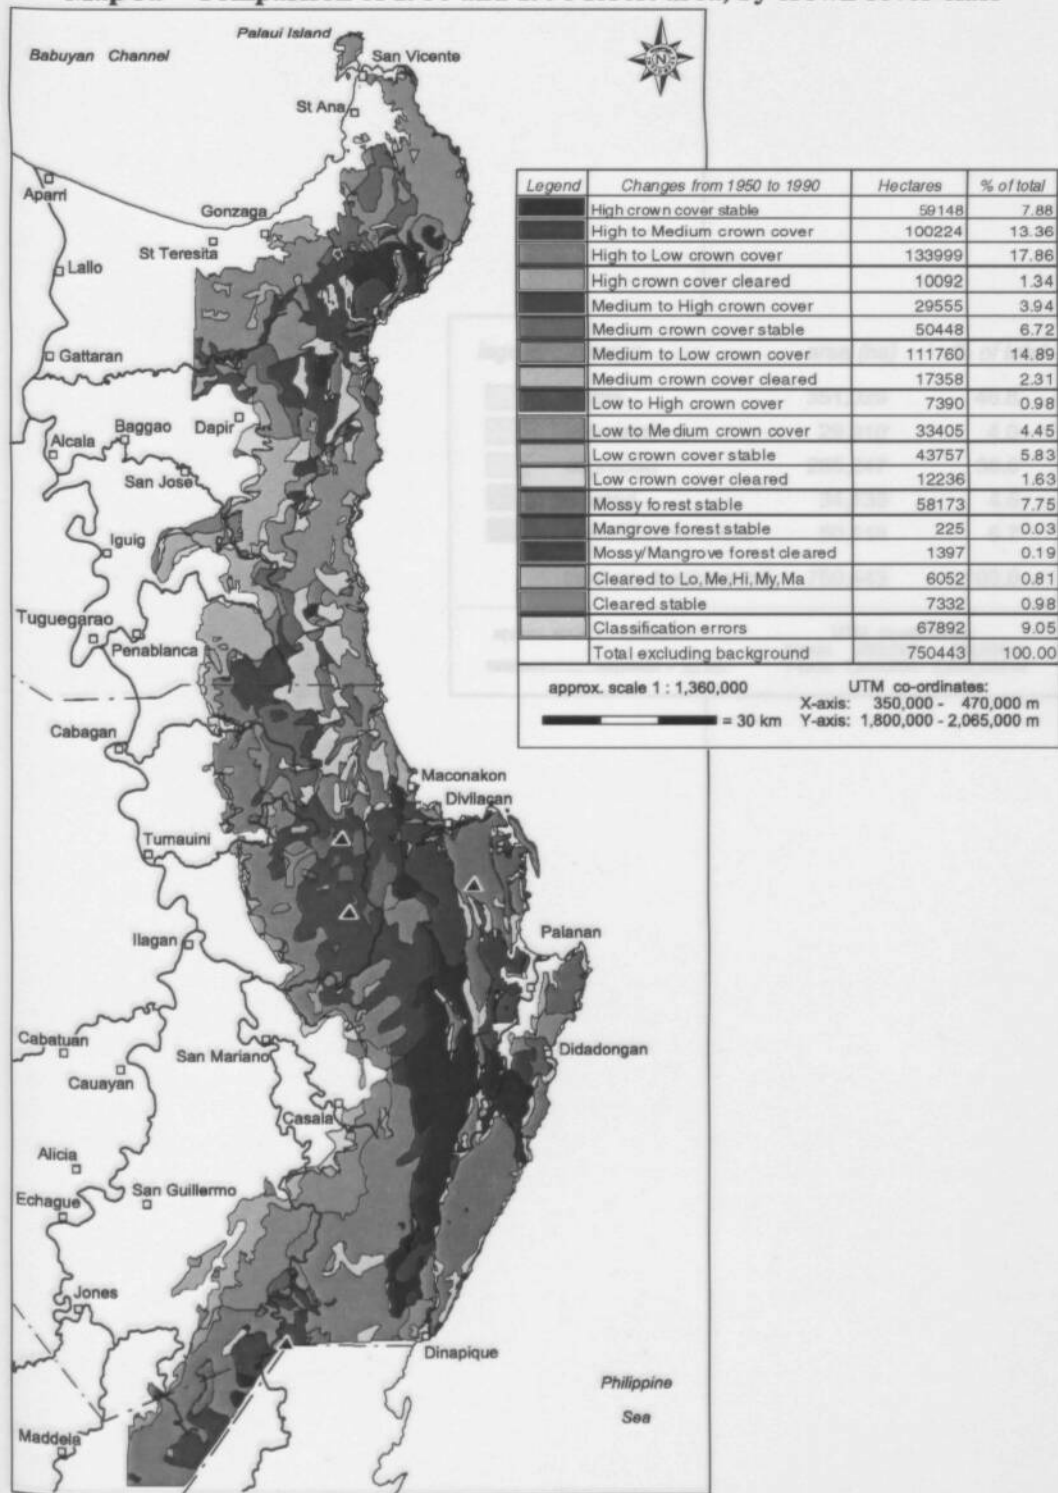 Palaui Island
Babuyan Channel
San Vicente
N
St Ana
Aparri
Gonzaga
St Teresita
Lallo
Gattaran
Baggao
Dapir
Alcala
San Jose
Iguig
Tuguegarao
Penablanca
Cabagan
Maconakon
Divilacan
Tumauini
Ilagan
Palanan
Cabatuan
San Mariano
Didadongan
Cauayan
Casala
Alicia
San Guillermo
Echague
Jones
Dinapique
Philippine
Sea
Maddela
Legend Changes from 1950 to 1990 Hectares % of total
High crown cover stable 59148 7.88
High to Medium crown cover 100224 13.36
High to Low crown cover 133999 17.86
High crown cover cleared 10092 1.34
Medium to High crown cover 29555 3.94
Medium crown cover stable 50448 6.72
Medium to Low crown cover 111760 14.89
Medium crown cover cleared 17358 2.31
Low to High crown cover 7390 0.98
Low to Medium crown cover 33405 4.45
Low crown cover stable 43757 5.83
Low crown cover cleared 12236 1.63
Mossy forest stable 58173 7.75
Mangrove forest stable 225 0.03
Mossy/Mangrove forest cleared 1397 0.19
Cleared to Lo,Me,Hi,My,Ma 6052 0.81
Cleared stable 7332 0.98
Classification errors 67892 9.05
Total excluding background 750443 100.00
approx. scale 1 : 1,360,000
= 30 km
UTM co-ordinates:
X-axis: 350,000 - 470,000 m
Y-axis: 1,800,000 - 2,065,000 m